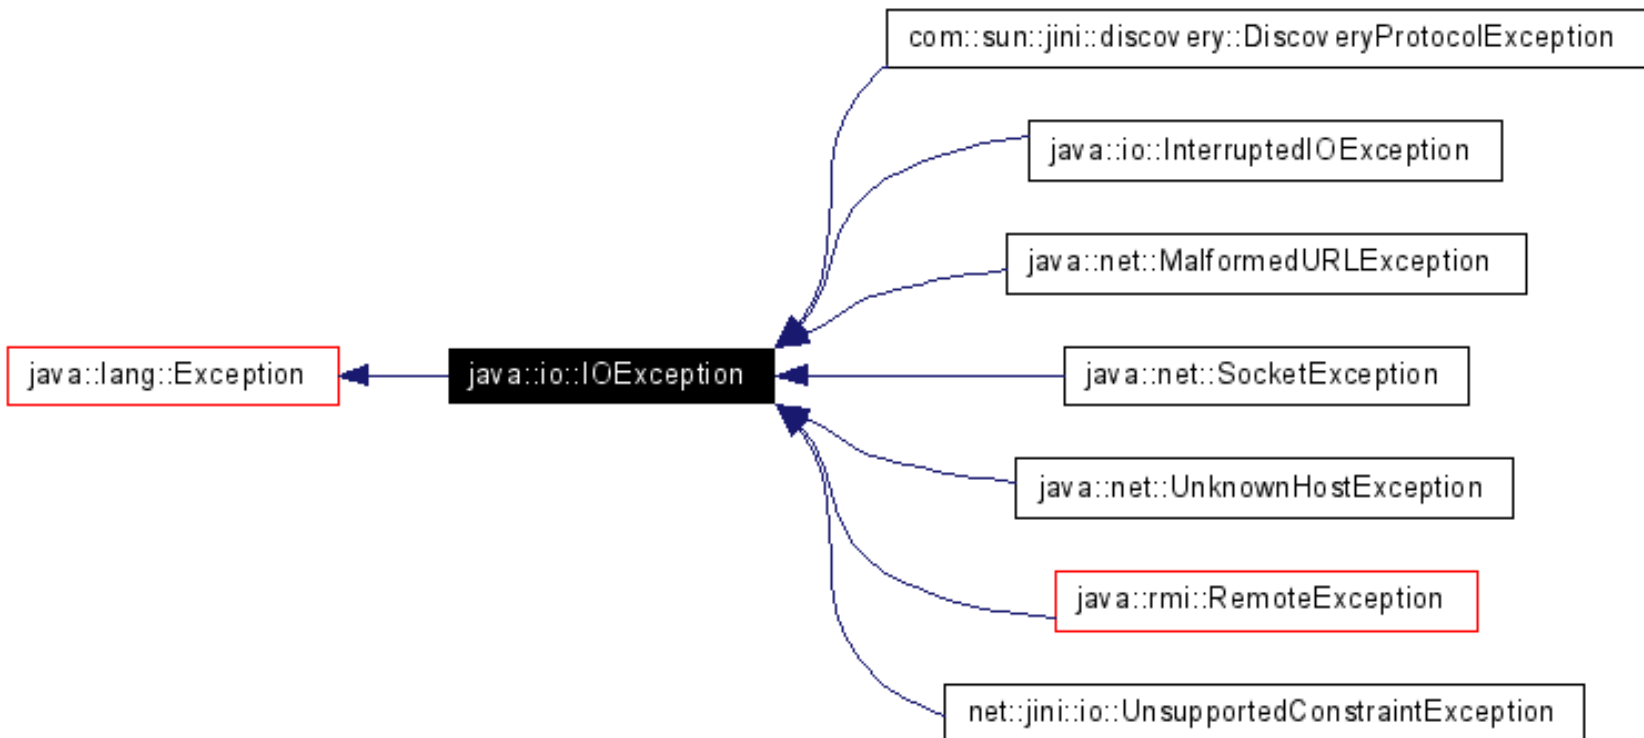 com::sun::jini::discovery::DiscoveryProtocolException
java::io::InterruptedIOException
java::net::MalformedURLException
java::lang::Exception
java::io::IOException
java::net::SocketException
java::net::UnknownHostException
java::rmi::RemoteException
net::jini::io::UnsupportedConstraintException